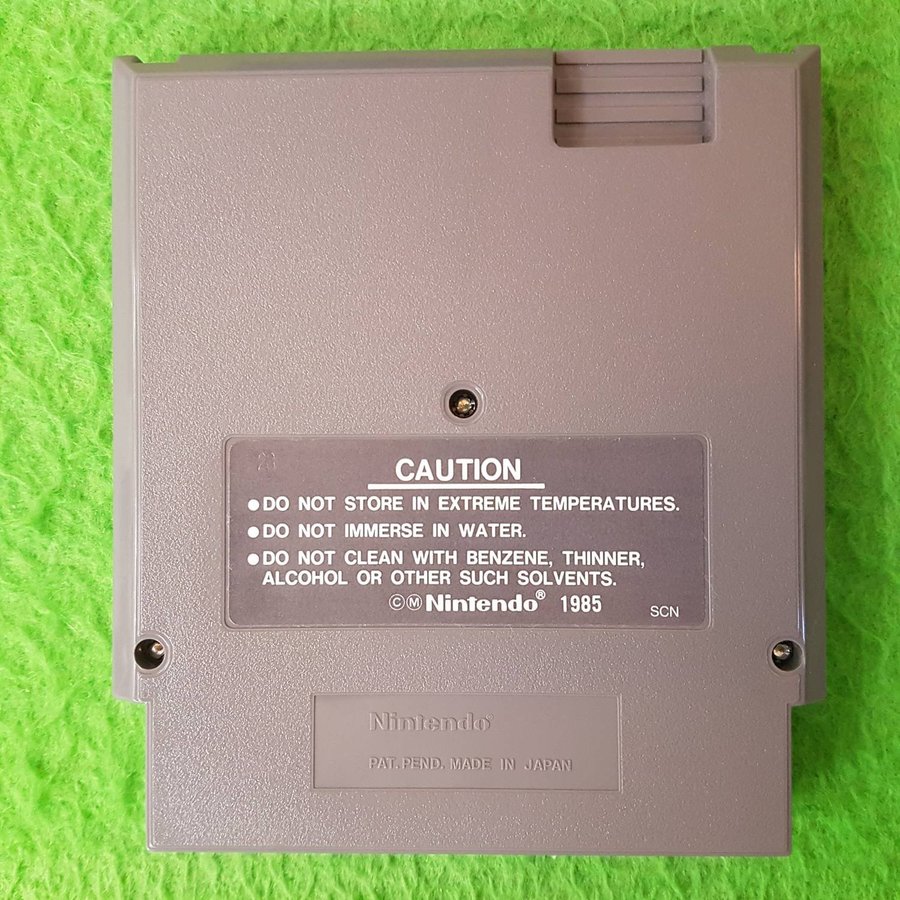 20
CAUTION
●DO NOT STORE IN EXTREME TEMPERATURES.
●DO NOT IMMERSE IN WATER.
●DO NOT CLEAN WITH BENZENE, THINNER,
ALCOHOL OR OTHER SUCH SOLVENTS.
©Ⓜ Nintendo® 1985 SCN
Nintendo®
PAT. PEND. MADE IN JAPAN